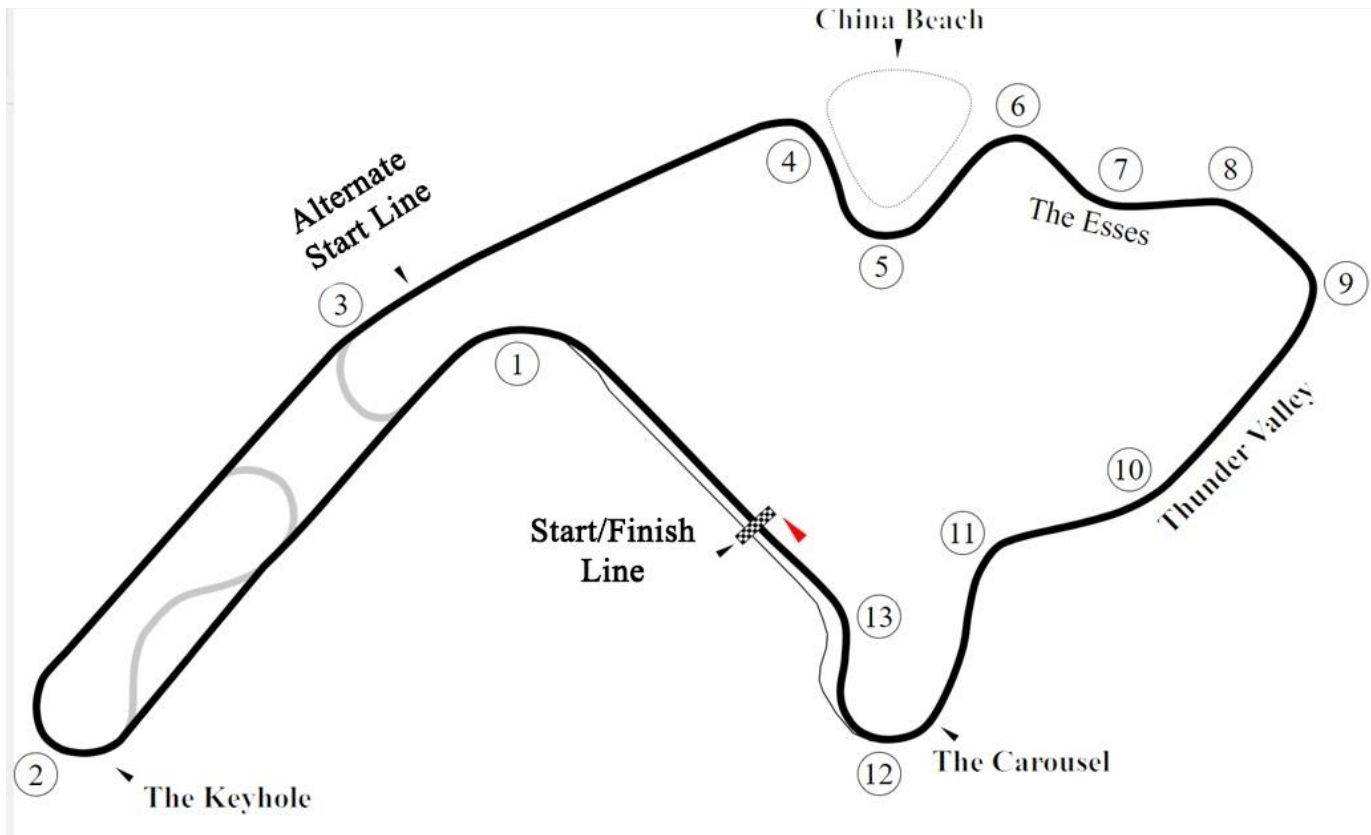 China Beach
6
4
7
8
Alternate
Start Line
The Esses
5
9
3
1
Thunder Valley
10
Start/Finish
Line
11
13
The Carousel
2
12
The Keyhole